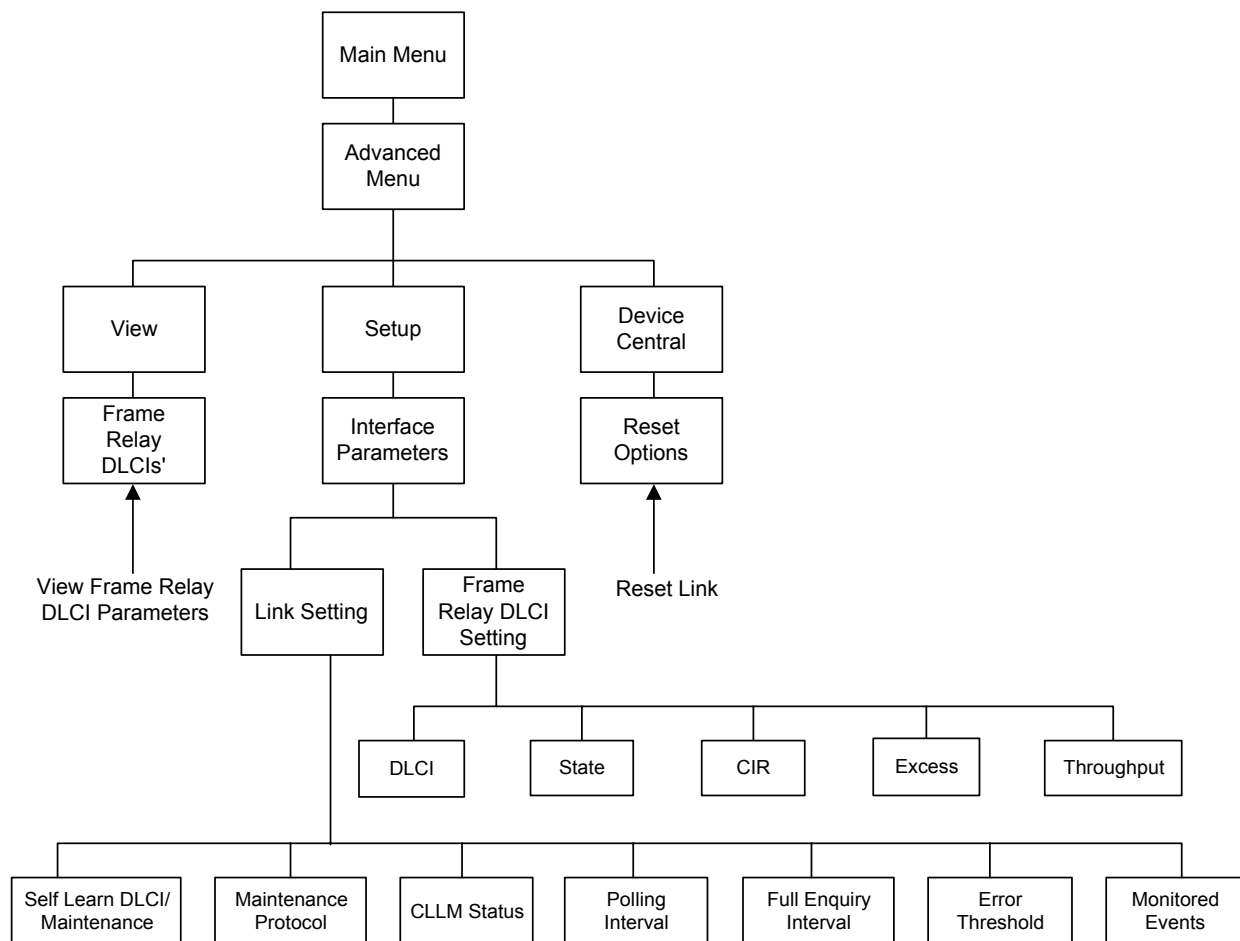 Main Menu
Advanced
Menu
View
Setup
Device
Central
Frame
Relay
DLCIs'
Interface
Parameters
Reset
Options
View Frame Relay
DLCI Parameters
Link Setting
Frame
Relay DLCI
Setting
Reset Link
DLCI
State
CIR
Excess
Throughput
Self Learn DLCI/
Maintenance
Maintenance
Protocol
CLLM Status
Polling
Interval
Full Enquiry
Interval
Error
Threshold
Monitored
Events